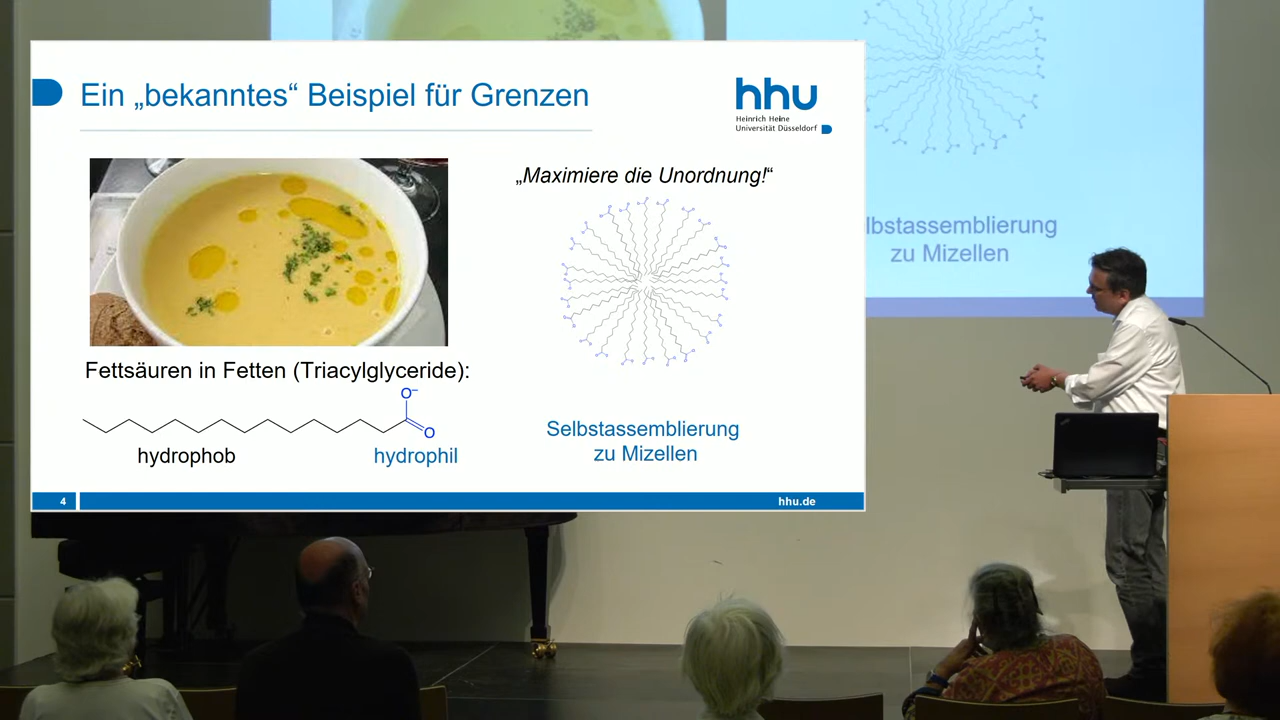 Ein „bekanntes“ Beispiel für Grenzen
hhu
Heinrich Heine
Universität Düsseldorf
„Maximiere die Unordnung!“
Fettsäuren in Fetten (Triacylglyceride):
O⁻
O
hydrophob
hydrophil
Selbstassemblierung
zu Mizellen
4
hhu.de
lbstassemblierung
zu Mizellen